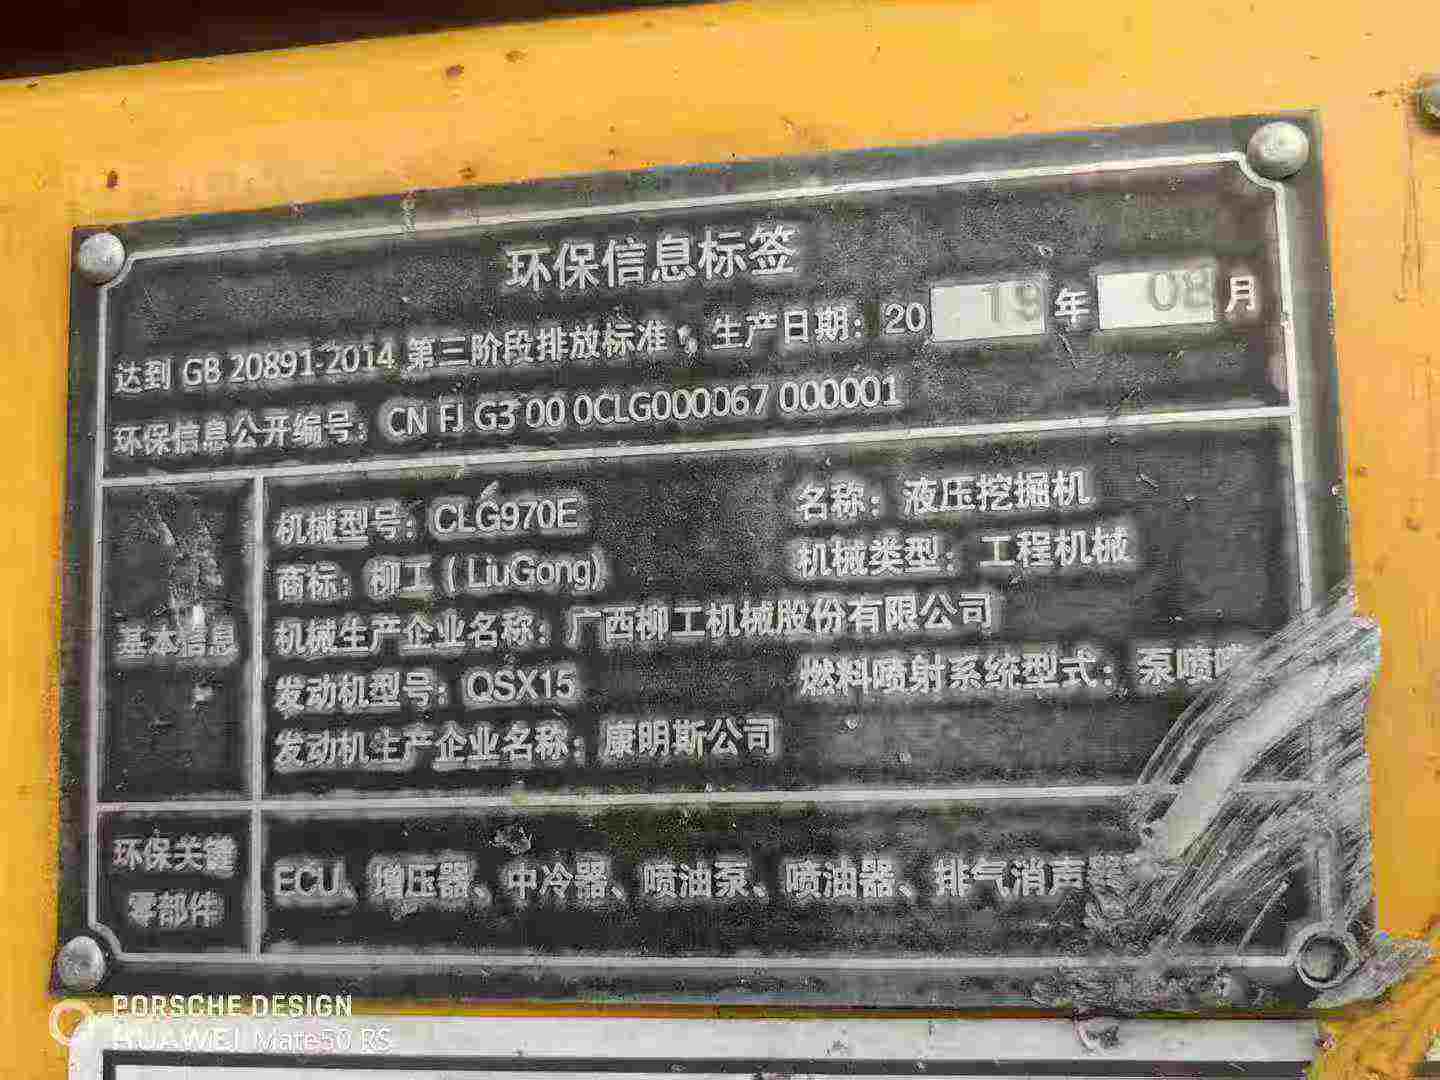 环保信息标签
达到 GB 20891-2014 第三阶段排放标准 , 生产日期: 2019年08月
环保信息公开编号: CN FJ G3 00 0CLG000067 000001
基本信息
机械型号: CLG970E 名称: 液压挖掘机
商标: 柳工 (LiuGong) 机械类型: 工程机械
机械生产企业名称: 广西柳工机械股份有限公司
发动机型号: QSX15 燃料喷射系统型式: 泵喷
发动机生产企业名称: 康明斯公司
环保关键
零部件
ECU、增压器、中冷器、喷油泵、喷油器、排气消声
PORSCHE DESIGN
HUAWEI Mate50 RS